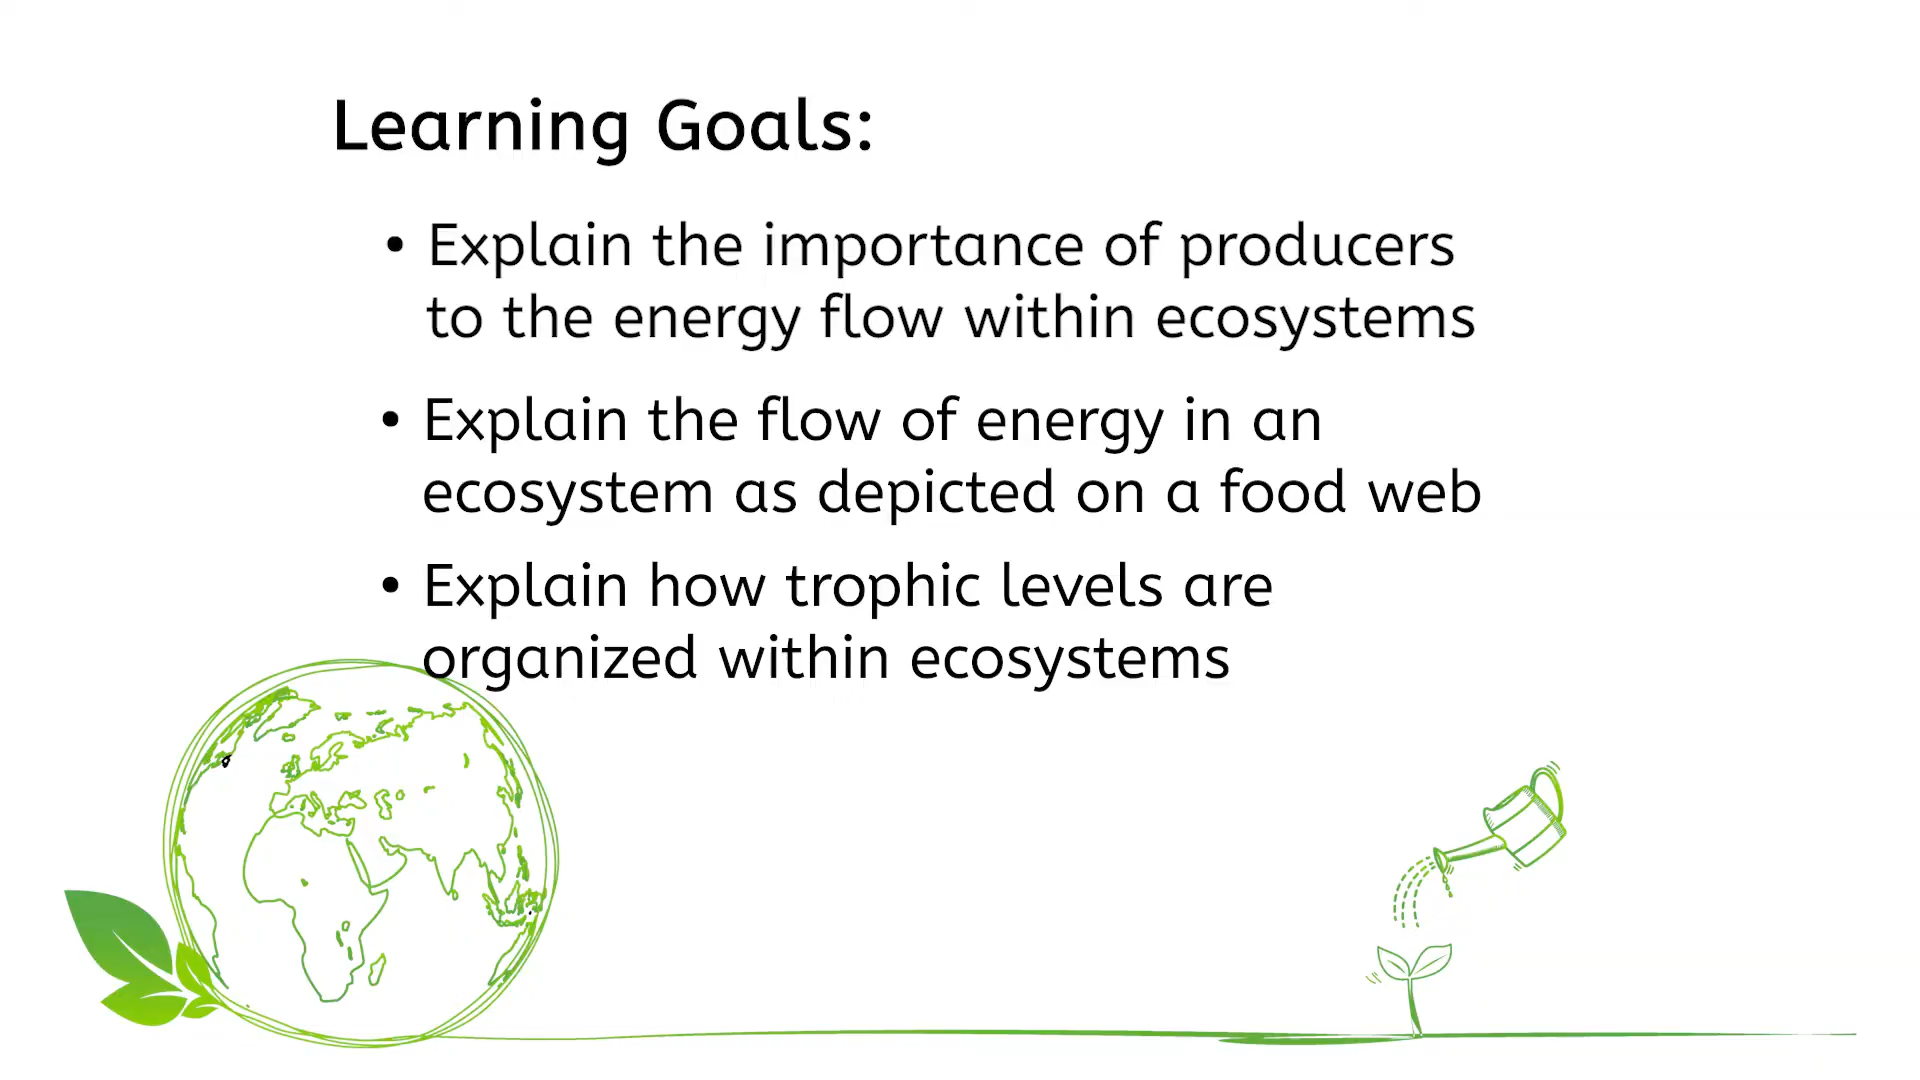 Learning Goals:
• Explain the importance of producers
to the energy flow within ecosystems
• Explain the flow of energy in an
ecosystem as depicted on a food web
• Explain how trophic levels are
organized within ecosystems